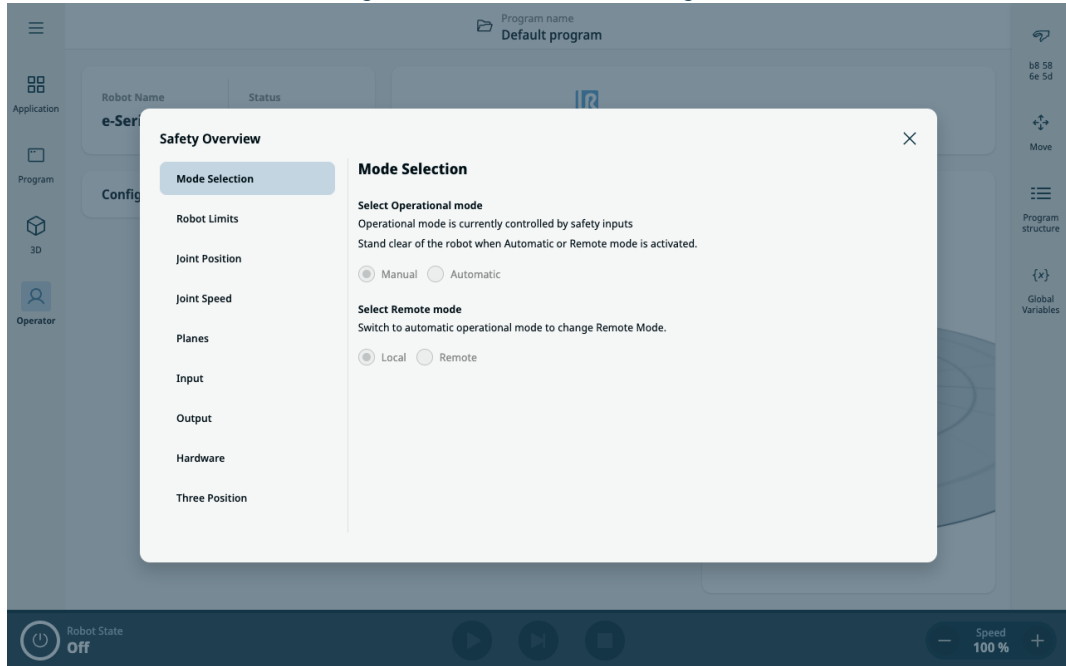 Program name
Default program
b8 58
6e 5d
Application
Robot Name
Status
e-Seri
Safety Overview
Mode Selection
Mode Selection
Move
Program
Config
Select Operational mode
Operational mode is currently controlled by safety inputs
Stand clear of the robot when Automatic or Remote mode is activated.
Robot Limits
Program
structure
3D
Joint Position
Manual
Automatic
{x}
Global
Variables
Joint Speed
Select Remote mode
Operator
Switch to automatic operational mode to change Remote Mode.
Planes
Local
Remote
Input
Output
Hardware
Three Position
Robot State
Off
Speed
100 %